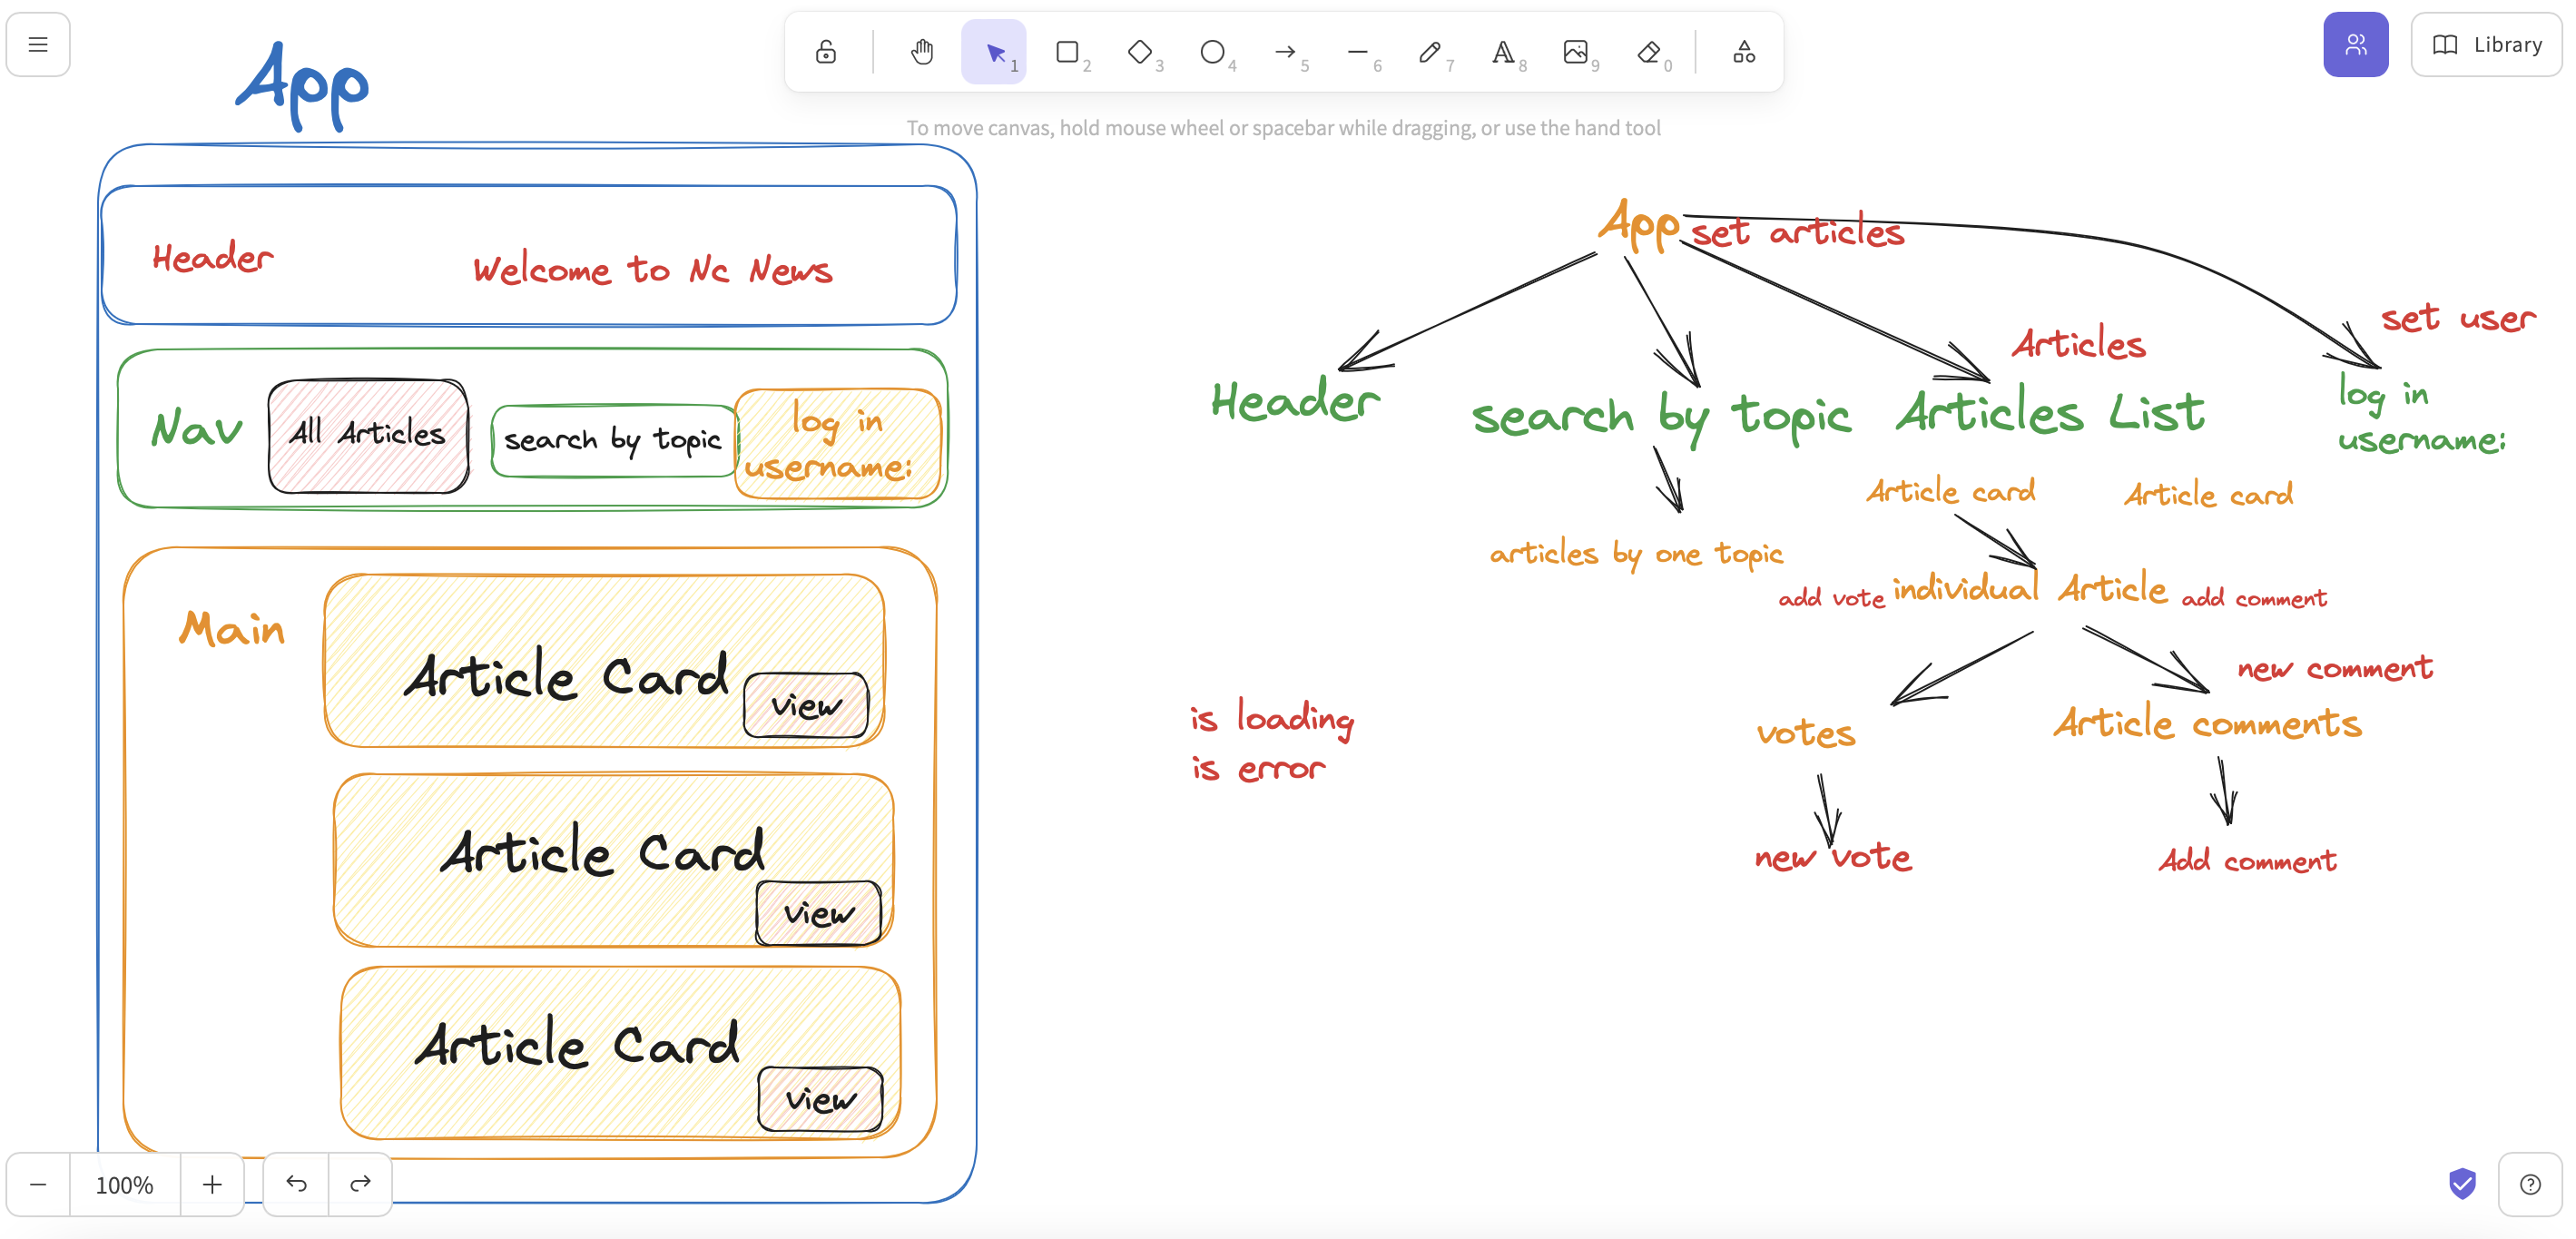 1
2
3
4
5
6
7
8
9
0
Library
To move canvas, hold mouse wheel or spacebar while dragging, or use the hand tool
App
Header
Welcome to Nc News
Nav
All Articles
search by topic
log in
username:
Main
Article Card
view
Article Card
view
Article Card
view
App
set articles
set user
Articles
Header
search by topic
Articles List
log in
username:
Article card
Article card
articles by one topic
add vote
individual Article
add comment
new comment
is loading
is error
votes
Article comments
new vote
Add comment
100%